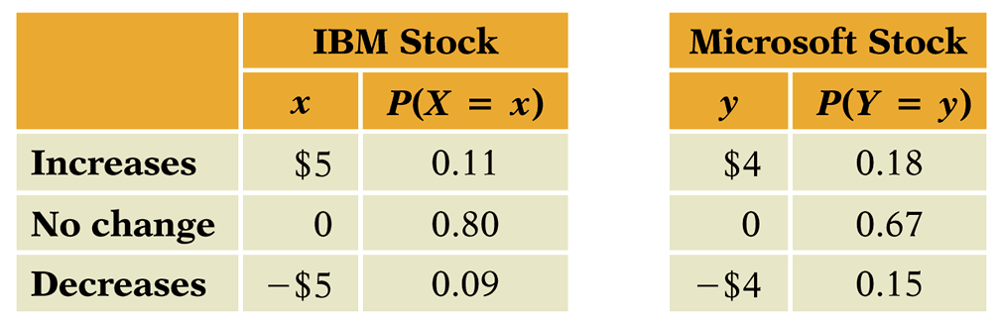 IBM Stock Microsoft Stock
x P(X = x) y P(Y = y)
Increases $5 0.11 $4 0.18
No change 0 0.80 0 0.67
Decreases −$5 0.09 −$4 0.15